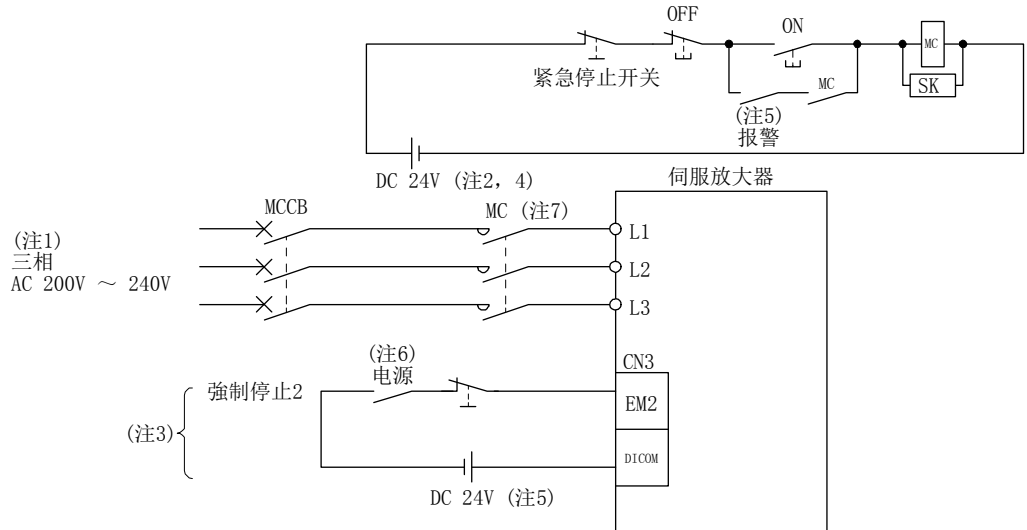 OFF
ON
MC
紧急停止开关
SK
MC
(注5)
报警
DC 24V (注2，4)
伺服放大器
MCCB
MC (注7)
(注1)
三相
AC 200V ～ 240V
L1
L2
L3
(注6)
电源
CN3
強制停止2
EM2
(注3)
DICOM
DC 24V (注5)